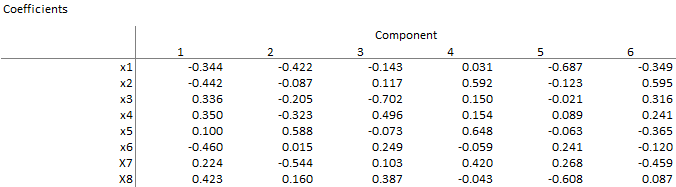 Coefficients
Component
1 2 3 4 5 6
x1 -0.344 -0.422 -0.143 0.031 -0.687 -0.349
x2 -0.442 -0.087 0.117 0.592 -0.123 0.595
x3 0.336 -0.205 -0.702 0.150 -0.021 0.316
x4 0.350 -0.323 0.496 0.154 0.089 0.241
x5 0.100 0.588 -0.073 0.648 -0.063 -0.365
x6 -0.460 0.015 0.249 -0.059 0.241 -0.120
X7 0.224 -0.544 0.103 0.420 0.268 -0.459
X8 0.423 0.160 0.387 -0.043 -0.608 0.087